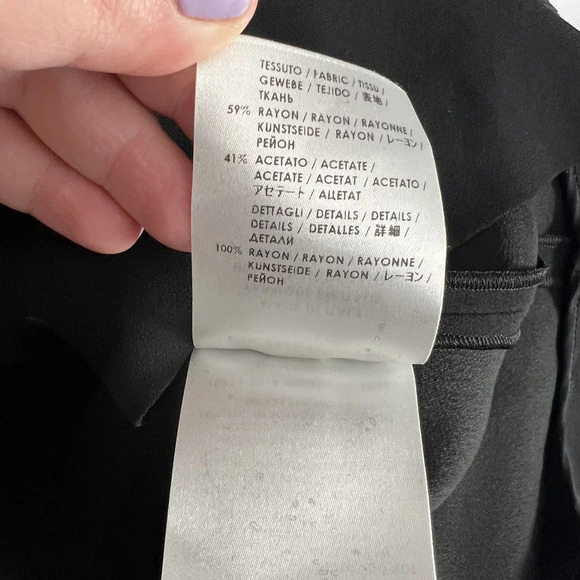 TESSUTO / FABRIC / TISSU /
GEWEBE / TEJIDO / 表地 /
ТКАНЬ
59% RAYON / RAYON / RAYONNE /
KUNSTSEIDE / RAYON / レーヨン /
РЕЙОН
41% ACETATO / ACETATE /
ACETATE / ACETAT / ACETATO /
アセテート / АЦЕТАТ
DETTAGLI / DETAILS / DETAILS /
DETAILS / DETALLES / 詳細 /
ДЕТАЛИ
100% RAYON / RAYON / RAYONNE /
KUNSTSEIDE / RAYON / レーヨン /
РЕЙОН